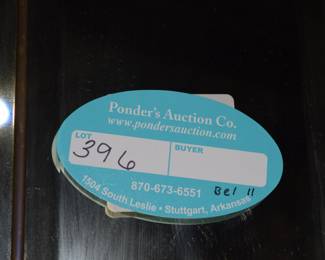 Ponder's Auction Co.
www.pondersauction.com
LOT
396
BUYER
870-673-6551
Bel 11
1504 South Leslie • Stuttgart, Arkansas